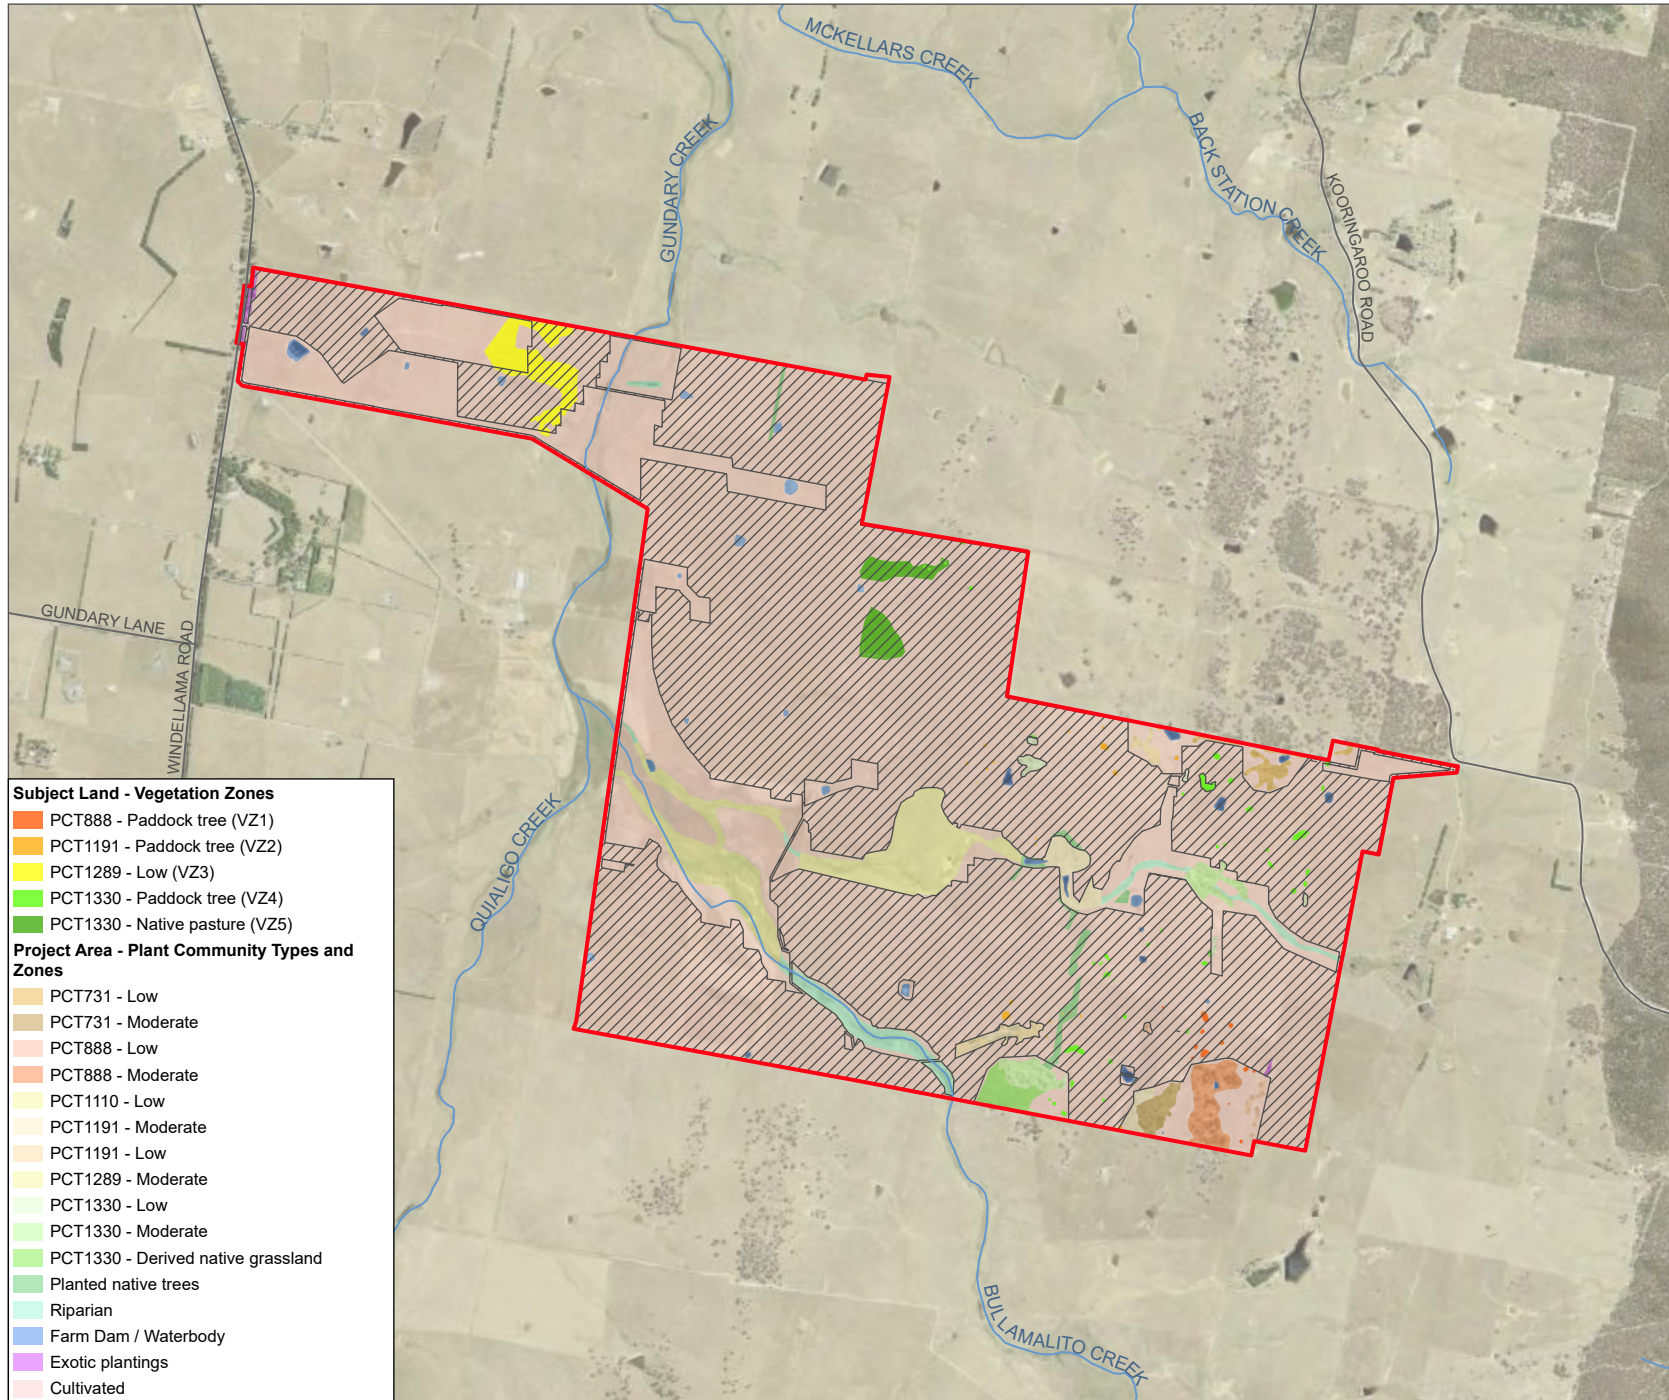 MCKELLARS CREEK
GUNDARY CREEK
BACK STATION CREEK
KOORINGAROO ROAD
GUNDARY LANE
WINDELLAMA ROAD
QUIALIGO CREEK
BULLAMALITO CREEK
Subject Land - Vegetation Zones
PCT888 - Paddock tree (VZ1)
PCT1191 - Paddock tree (VZ2)
PCT1289 - Low (VZ3)
PCT1330 - Paddock tree (VZ4)
PCT1330 - Native pasture (VZ5)
Project Area - Plant Community Types and
Zones
PCT731 - Low
PCT731 - Moderate
PCT888 - Low
PCT888 - Moderate
PCT1110 - Low
PCT1191 - Moderate
PCT1191 - Low
PCT1289 - Moderate
PCT1330 - Low
PCT1330 - Moderate
PCT1330 - Derived native grassland
Planted native trees
Riparian
Farm Dam / Waterbody
Exotic plantings
Cultivated